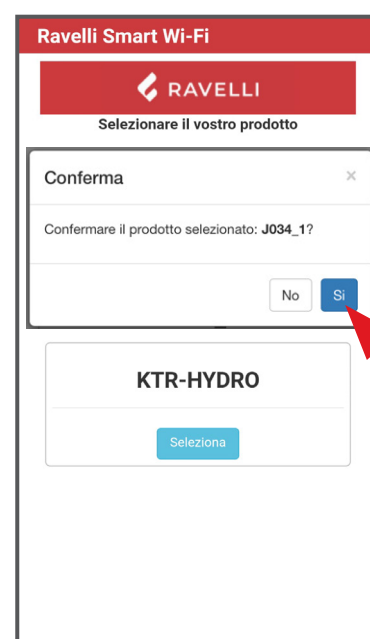 Ravelli Smart Wi-Fi
RAVELLI
Selezionare il vostro prodotto
Conferma ×
Confermare il prodotto selezionato: J034_1?
No Si
KTR-HYDRO
Seleziona